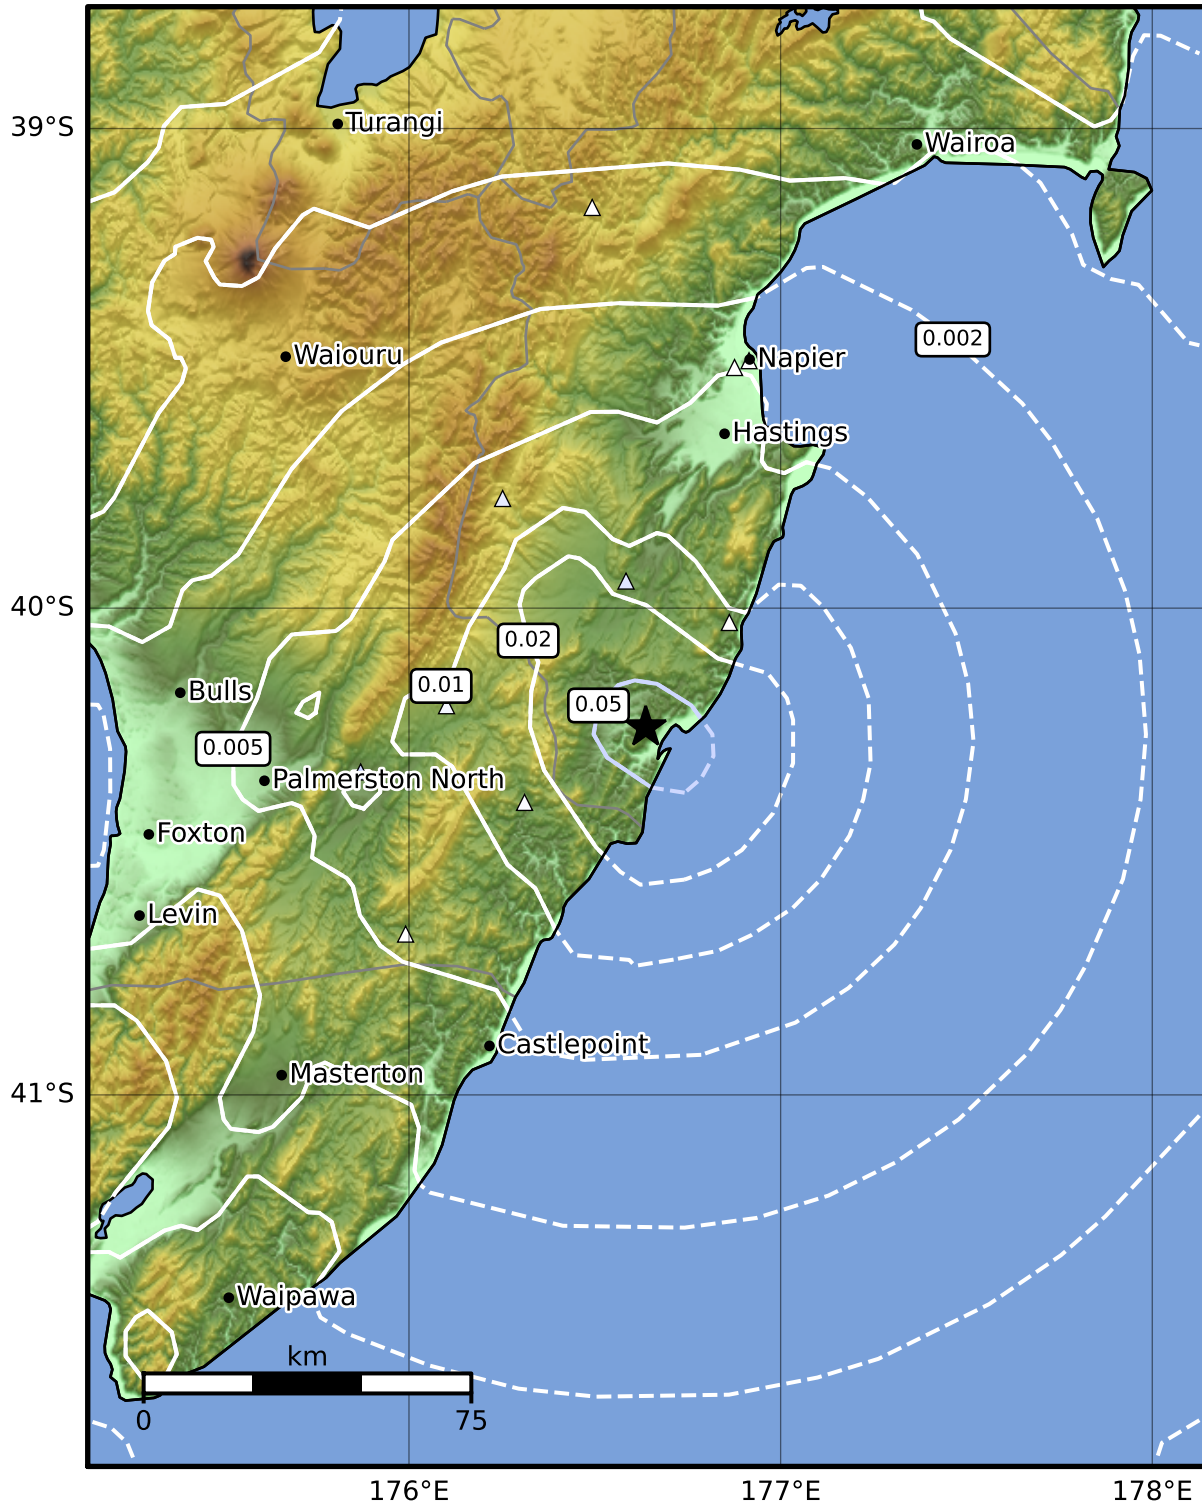 39°S
Turangi
Wairoa
0.002
Waiouru
Napier
Hastings
40°S
0.02
0.01
Bulls
0.05
0.005
Palmerston North
Foxton
Levin
Castlepoint
Masterton
41°S
Waipawa
km
0 75
176°E 177°E 178°E